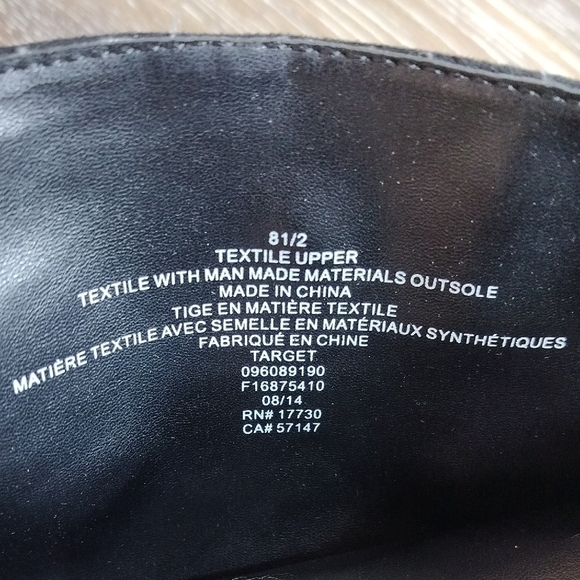 81/2
TEXTILE UPPER
TEXTILE WITH MAN MADE MATERIALS OUTSOLE
MADE IN CHINA
TIGE EN MATIÈRE TEXTILE
MATIÈRE TEXTILE AVEC SEMELLE EN MATÉRIAUX SYNTHÉTIQUES
FABRIQUÉ EN CHINE
TARGET
096089190
F16875410
08/14
RN# 17730
CA# 57147